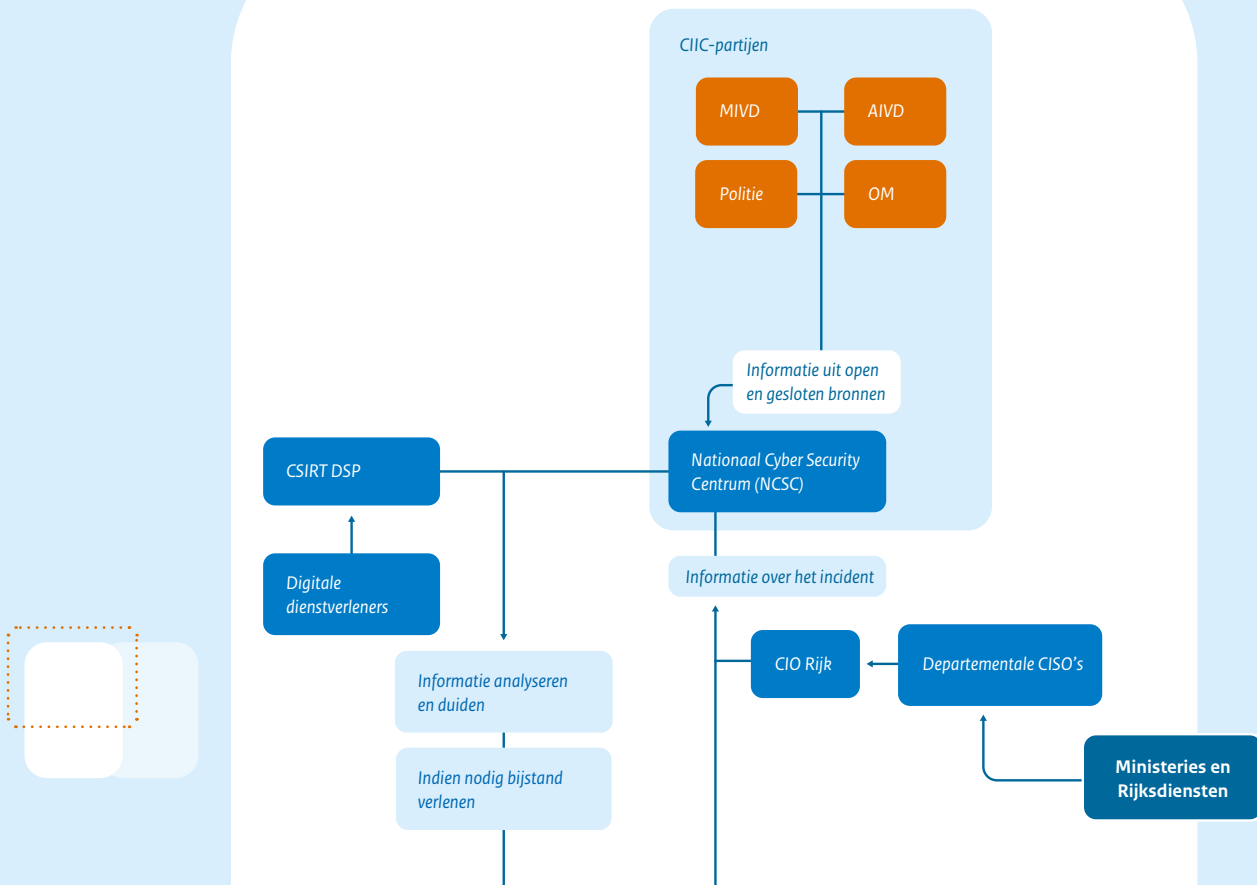 CIIC-partijen
MIVD
AIVD
Politie
OM
Informatie uit open
en gesloten bronnen
Nationaal Cyber Security
Centrum (NCSC)
CSIRT DSP
Digitale
dienstverleners
Informatie over het incident
CIO Rijk
Departementale CISO's
Informatie analyseren
en duiden
Ministeries en
Rijksdiensten
Indien nodig bijstand
verlenen